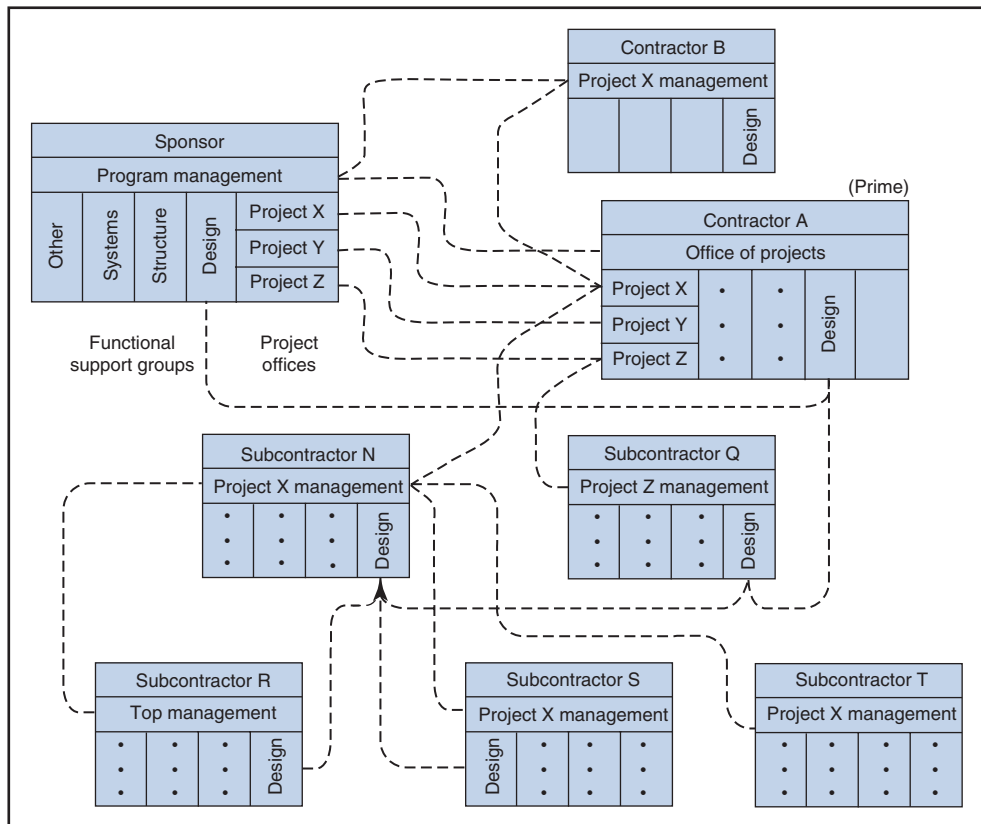 Contractor B
Project X management
Design
Sponsor
Program management
Other
Systems
Structure
Design
Project X
Project Y
Project Z
Functional
support groups
Project
offices
(Prime)
Contractor A
Office of projects
Project X
Project Y
Project Z
Design
Subcontractor N
Project X management
Design
Subcontractor Q
Project Z management
Design
Subcontractor R
Top management
Design
Subcontractor S
Project X management
Design
Subcontractor T
Project X management